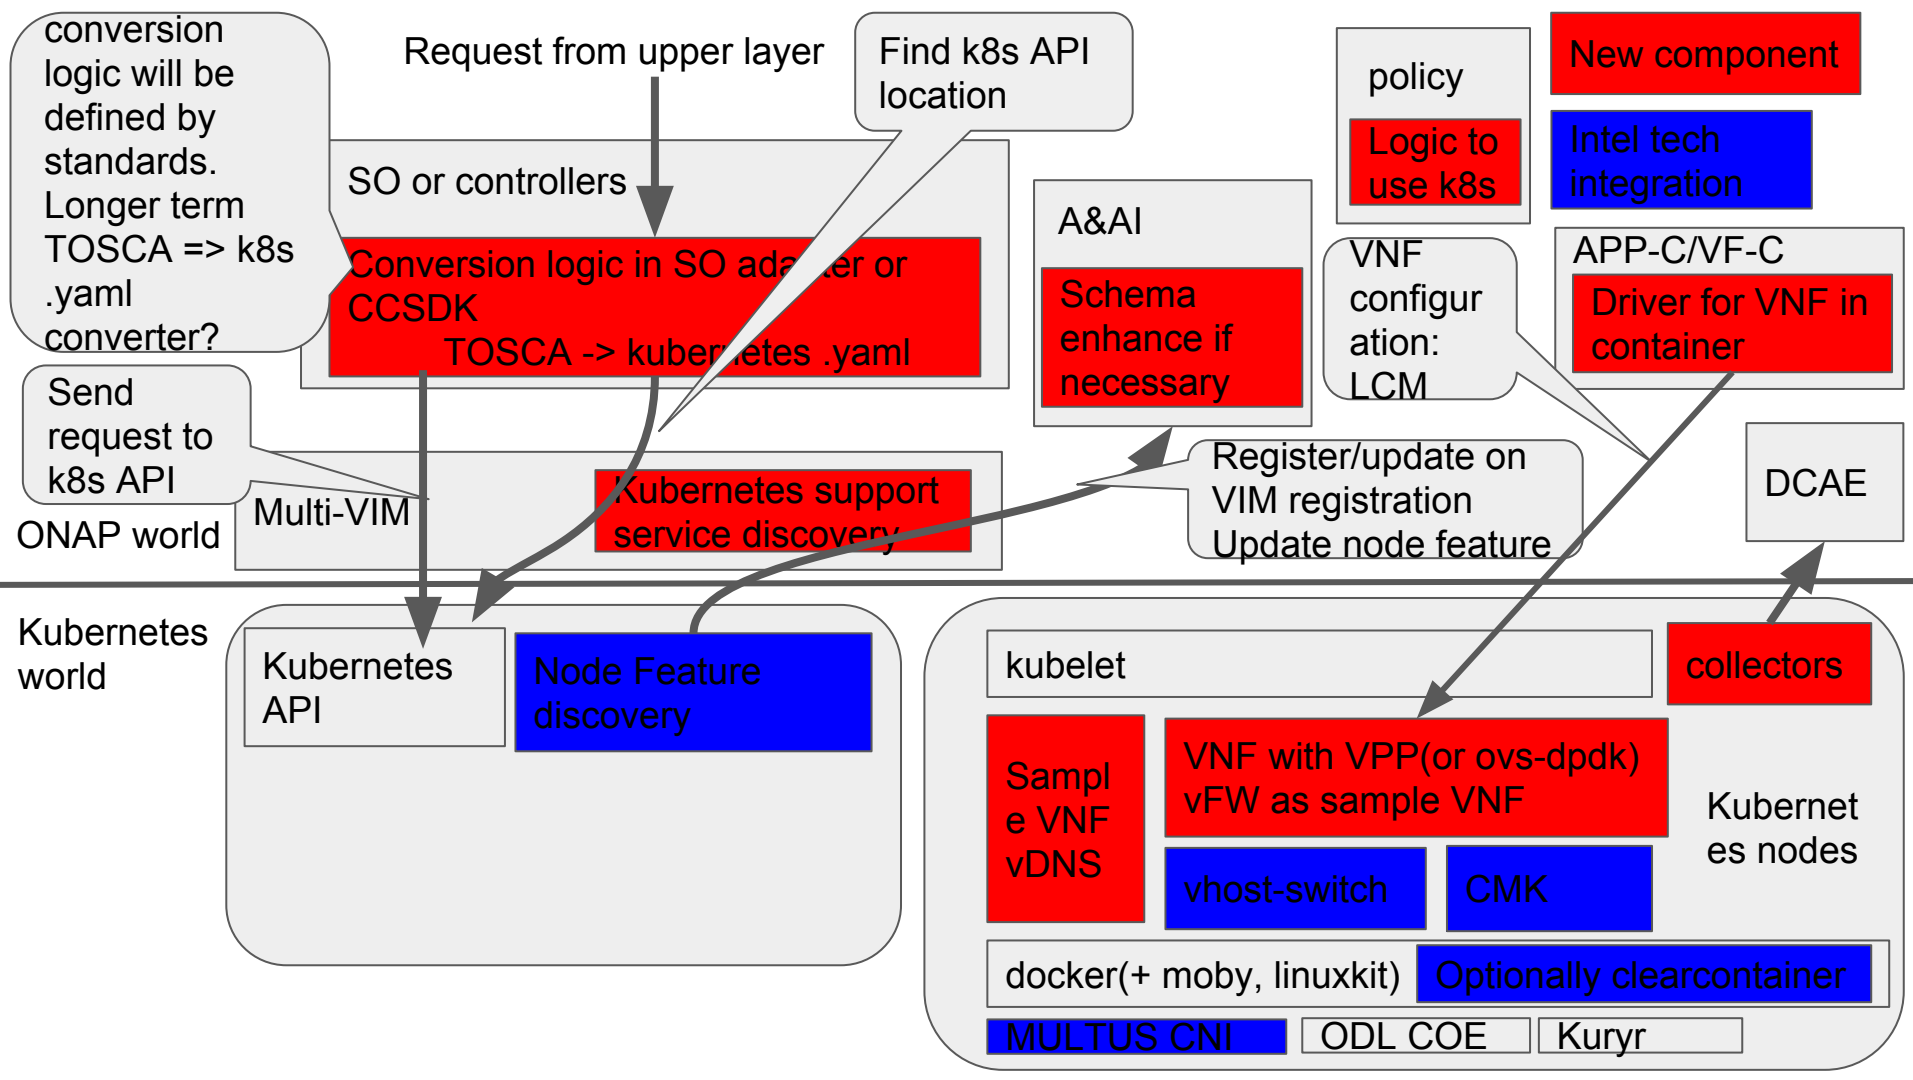 conversion
logic will be
defined by
standards.
Longer term
TOSCA => k8s
.yaml
converter?
Request from upper layer
Find k8s API
location
policy
Logic to
use k8s
New component
Intel tech
integration
SO or controllers
Conversion logic in SO adapter or
CCSDK
TOSCA -> kubernetes .yaml
A&AI
Schema
enhance if
necessary
VNF
configur
ation:
LCM
APP-C/VF-C
Driver for VNF in
container
Send
request to
k8s API
Multi-VIM
Kubernetes support
service discovery
Register/update on
VIM registration
Update node feature
DCAE
ONAP world
Kubernetes
world
Kubernetes
API
Node Feature
discovery
kubelet
collectors
Sampl
e VNF
vDNS
VNF with VPP(or ovs-dpdk)
vFW as sample VNF
Kubernet
es nodes
vhost-switch
CMK
docker(+ moby, linuxkit)
Optionally clearcontainer
MULTUS CNI
ODL COE
Kuryr